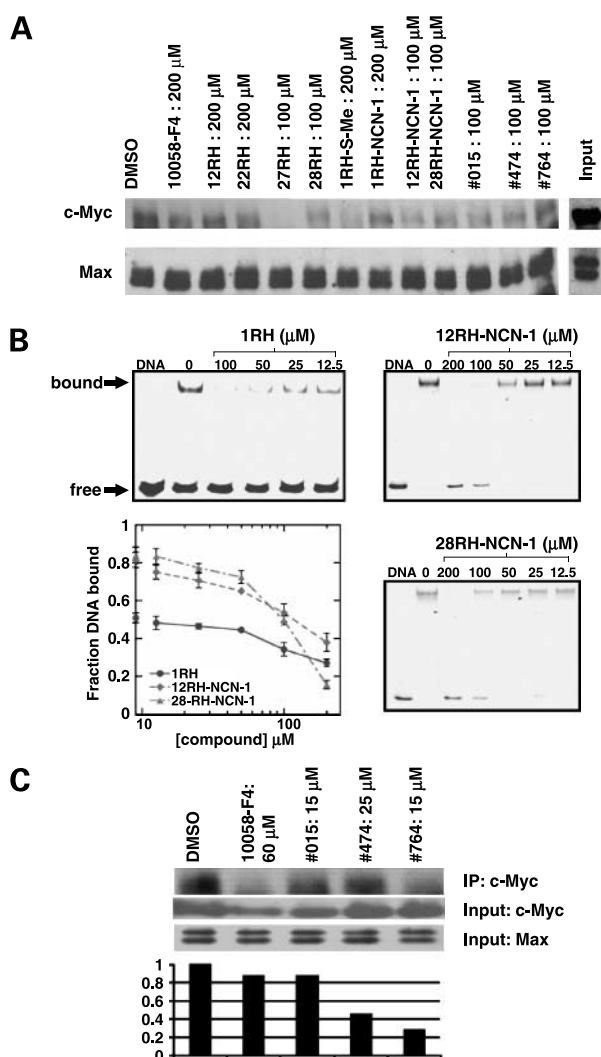 A
DMSO
10058-F4 : 200 μM
12RH : 200 μM
22RH : 200 μM
27RH : 100 μM
28RH : 100 μM
1RH-S-Me : 200 μM
1RH-NCN-1 : 200 μM
12RH-NCN-1 : 100 μM
28RH-NCN-1 : 100 μM
#015 : 100 μM
#474 : 100 μM
#764 : 100 μM
Input
c-Myc
Max
B
1RH (μM)
DNA 0 100 50 25 12.5
bound
free
12RH-NCN-1 (μM)
DNA 0 200 100 50 25 12.5
Fraction DNA bound
1
0.8
0.6
0.4
0.2
0
1RH
12RH-NCN-1
28-RH-NCN-1
10 100
[compound] μM
28RH-NCN-1 (μM)
DNA 0 200 100 50 25 12.5
C
DMSO
10058-F4:
60 μM
#015: 15 μM
#474: 25 μM
#764: 15 μM
IP: c-Myc
Input: c-Myc
Input: Max
1
0.8
0.6
0.4
0.2
0